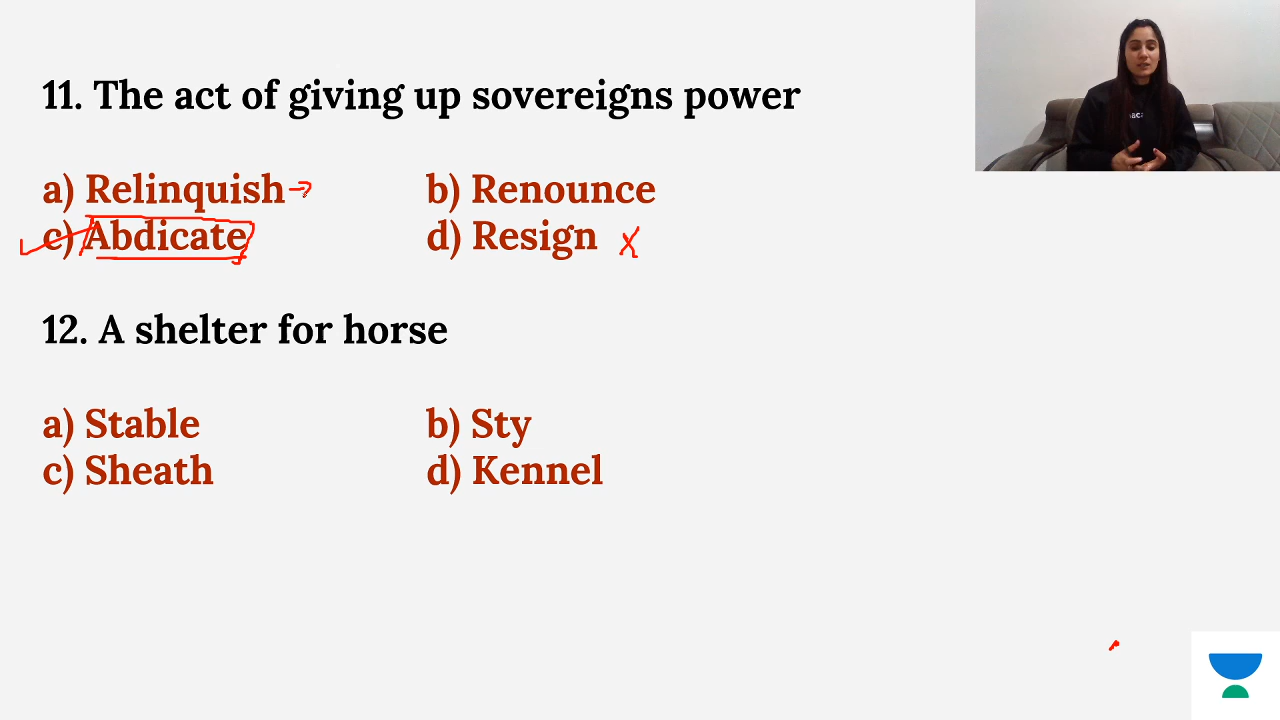 11. The act of giving up sovereigns power
a) Relinquish b) Renounce
c) Abdicate d) Resign x
12. A shelter for horse
a) Stable b) Sty
c) Sheath d) Kennel